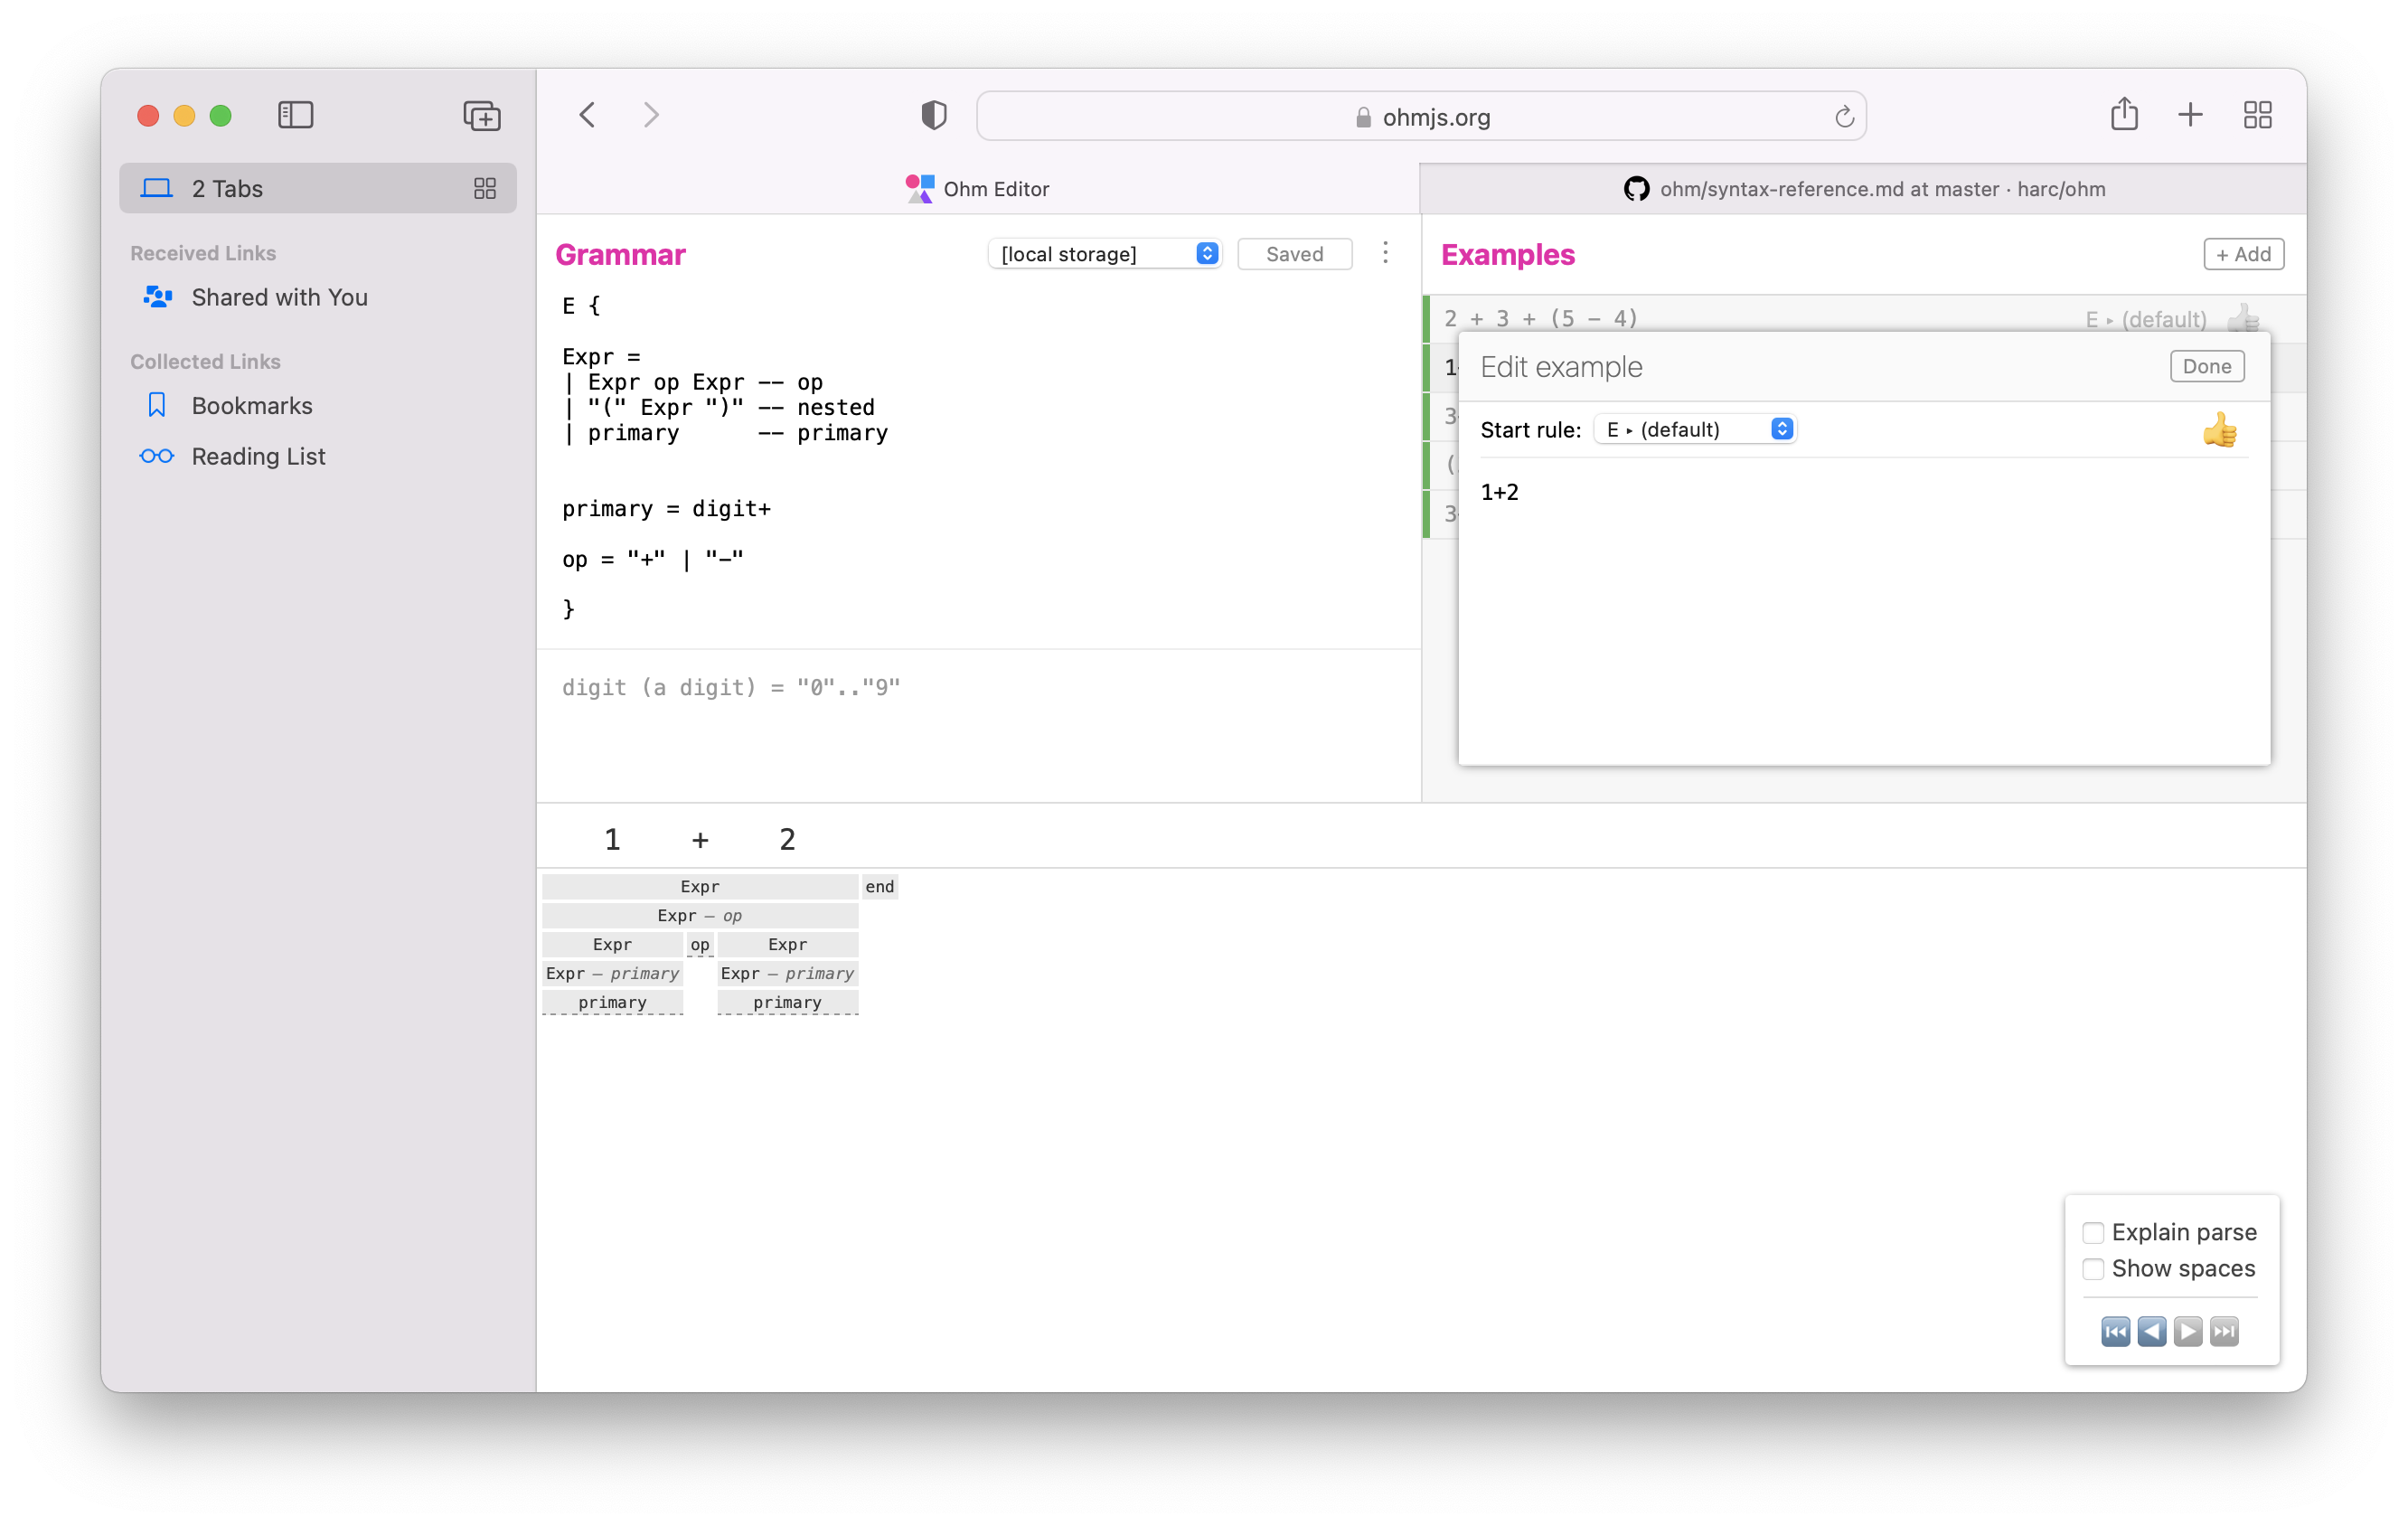 2 Tabs
Received Links
Shared with You
Collected Links
Bookmarks
Reading List
ohmjs.org
Ohm Editor
ohm/syntax-reference.md at master · harc/ohm
Grammar
[local storage]
Saved
E {
Expr =
| Expr op Expr -- op
| "(" Expr ")" -- nested
| primary      -- primary
primary = digit+
op = "+" | "-"
}
digit (a digit) = "0".."9"
Examples
+ Add
2 + 3 + (5 - 4)
E ▸ (default)
1
3
(
3
Edit example
Done
Start rule:
E ▸ (default)
1+2
1 + 2
Expr end
Expr – op
Expr op Expr
Expr – primary Expr – primary
primary primary
Explain parse
Show spaces